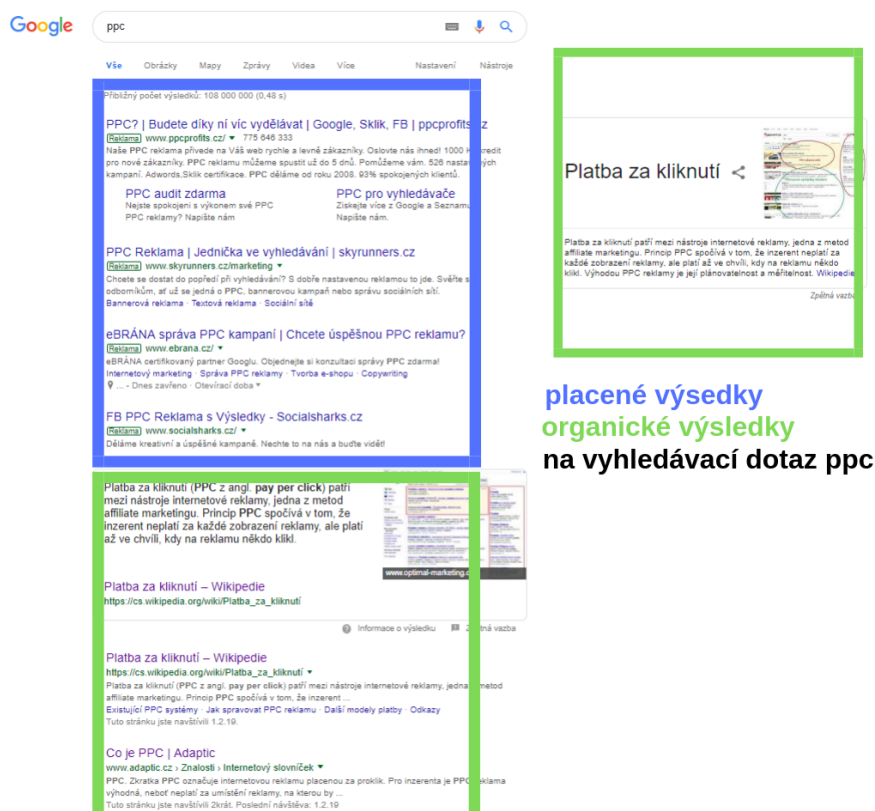 Google
ppc
Vše Obrázky Mapy Zprávy Videa Více Nastavení Nástroje
Přibližný počet výsledků: 108 000 000 (0,48 s)
PPC? | Budete díky ní víc vydělávat | Google, Sklik, FB | ppcprofits z
Reklama www.ppcprofits.cz/ 775 646 333
Naše PPC reklama přivede na Váš web rychle a levně zákazníky. Oslovte nás ihned! 1000 K redit
pro nové zákazníky. PPC reklamu můžeme spustit už do 5 dnů. Pomůžeme vám. 526 nastav ných
kampaní. Adwords,Sklik certifikace. PPC děláme od roku 2008. 93% spokojených klientů.
PPC audit zdarma
Nejste spokojeni s výkonem své PPC
PPC reklamy? Napište nám
PPC pro vyhledávače
Získejte více z Google a Seznamu
Napište nám.
PPC Reklama | Jednička ve vyhledávání | skyrunners.cz
Reklama www.skyrunners.cz/marketing
Chcete se dostat do popředí při vyhledávání? S dobře nastavenou reklamou to jde. Svěřte s
odborníkům, ať už se jedná o PPC, bannerovou kampaň nebo správu sociálních sítí.
Bannerová reklama · Textová reklama · Sociální sítě
eBRÁNA správa PPC kampaní | Chcete úspěšnou PPC reklamu?
Reklama www.ebrana.cz/
eBRÁNA certifikovaný partner Googlu. Objednejte si konzultaci správy PPC zdarma!
Internetový marketing · Správa PPC reklamy · Tvorba e-shopu · Copywriting
... - Dnes zavřeno · Otevírací doba
FB PPC Reklama s Výsledky - Socialsharks.cz
Reklama www.socialsharks.cz/
Děláme kreativní a úspěšné kampaně. Nechte to na nás a buďte vidět!
Platba za kliknutí (PPC z angl. pay per click) patří
mezi nástroje internetové reklamy, jedna z metod
affiliate marketingu. Princip PPC spočívá v tom, že
inzerent neplatí za každé zobrazení reklamy, ale platí
až ve chvíli, kdy na reklamu někdo klikl.
www.optimal-marketing.c
Platba za kliknutí – Wikipedie
https://cs.wikipedia.org/wiki/Platba_za_kliknutí
Informace o výsledku Z tná vazba
Platba za kliknutí – Wikipedie
https://cs.wikipedia.org/wiki/Platba_za_kliknutí
Platba za kliknutí (PPC z angl. pay per click) patří mezi nástroje internetové reklamy, jedna metod
affiliate marketingu. Princip PPC spočívá v tom, že inzerent ...
Existující PPC systémy · Jak spravovat PPC reklamu · Další modely platby · Odkazy
Tuto stránku jste navštívili 1.2.19.
Co je PPC | Adaptic
www.adaptic.cz › Znalosti › Internetový slovníček
PPC. Zkratka PPC označuje internetovou reklamu placenou za proklik. Pro inzerenta je PPC eklama
výhodná, neboť neplatí za umístění reklamy, na kterou by ...
Tuto stránku jste navštívili 2krát. Poslední návštěva: 1.2.19
Platba za kliknutí
Platba za kliknutí patří mezi nástroje internetové reklamy, jedna z metod
affiliate marketingu. Princip PPC spočívá v tom, že inzerent neplatí za
každé zobrazení reklamy, ale platí až ve chvíli, kdy na reklamu někdo
klikl. Výhodou PPC reklamy je její plánovatelnost a měřitelnost. Wikipedie
Zpětná vazba
placené výsedky
organické výsledky
na vyhledávací dotaz ppc